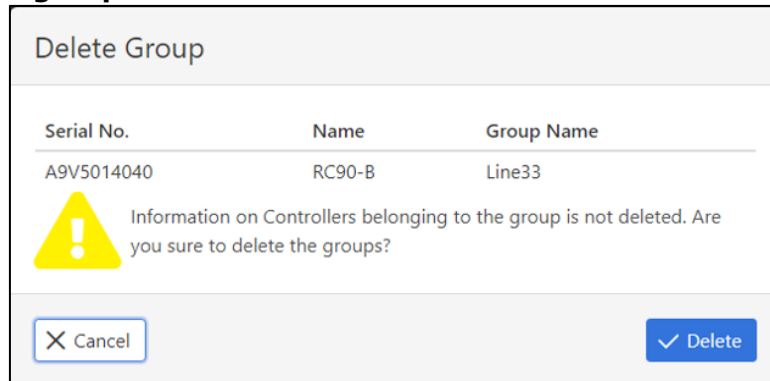 Delete Group
Serial No. Name Group Name
A9V5014040 RC90-B Line33
Information on Controllers belonging to the group is not deleted. Are
you sure to delete the groups?
Cancel Delete